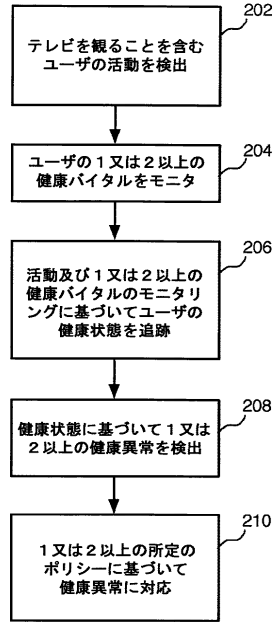 202
テレビを観ることを含む
ユーザの活動を検出
204
ユーザの1又は2以上の
健康バイタルをモニタ
206
活動及び1又は2以上の
健康バイタルのモニタリ
ングに基づいてユーザの
健康状態を追跡
208
健康状態に基づいて1又は
2以上の健康異常を検出
210
1又は2以上の所定の
ポリシーに基づいて
健康異常に対応